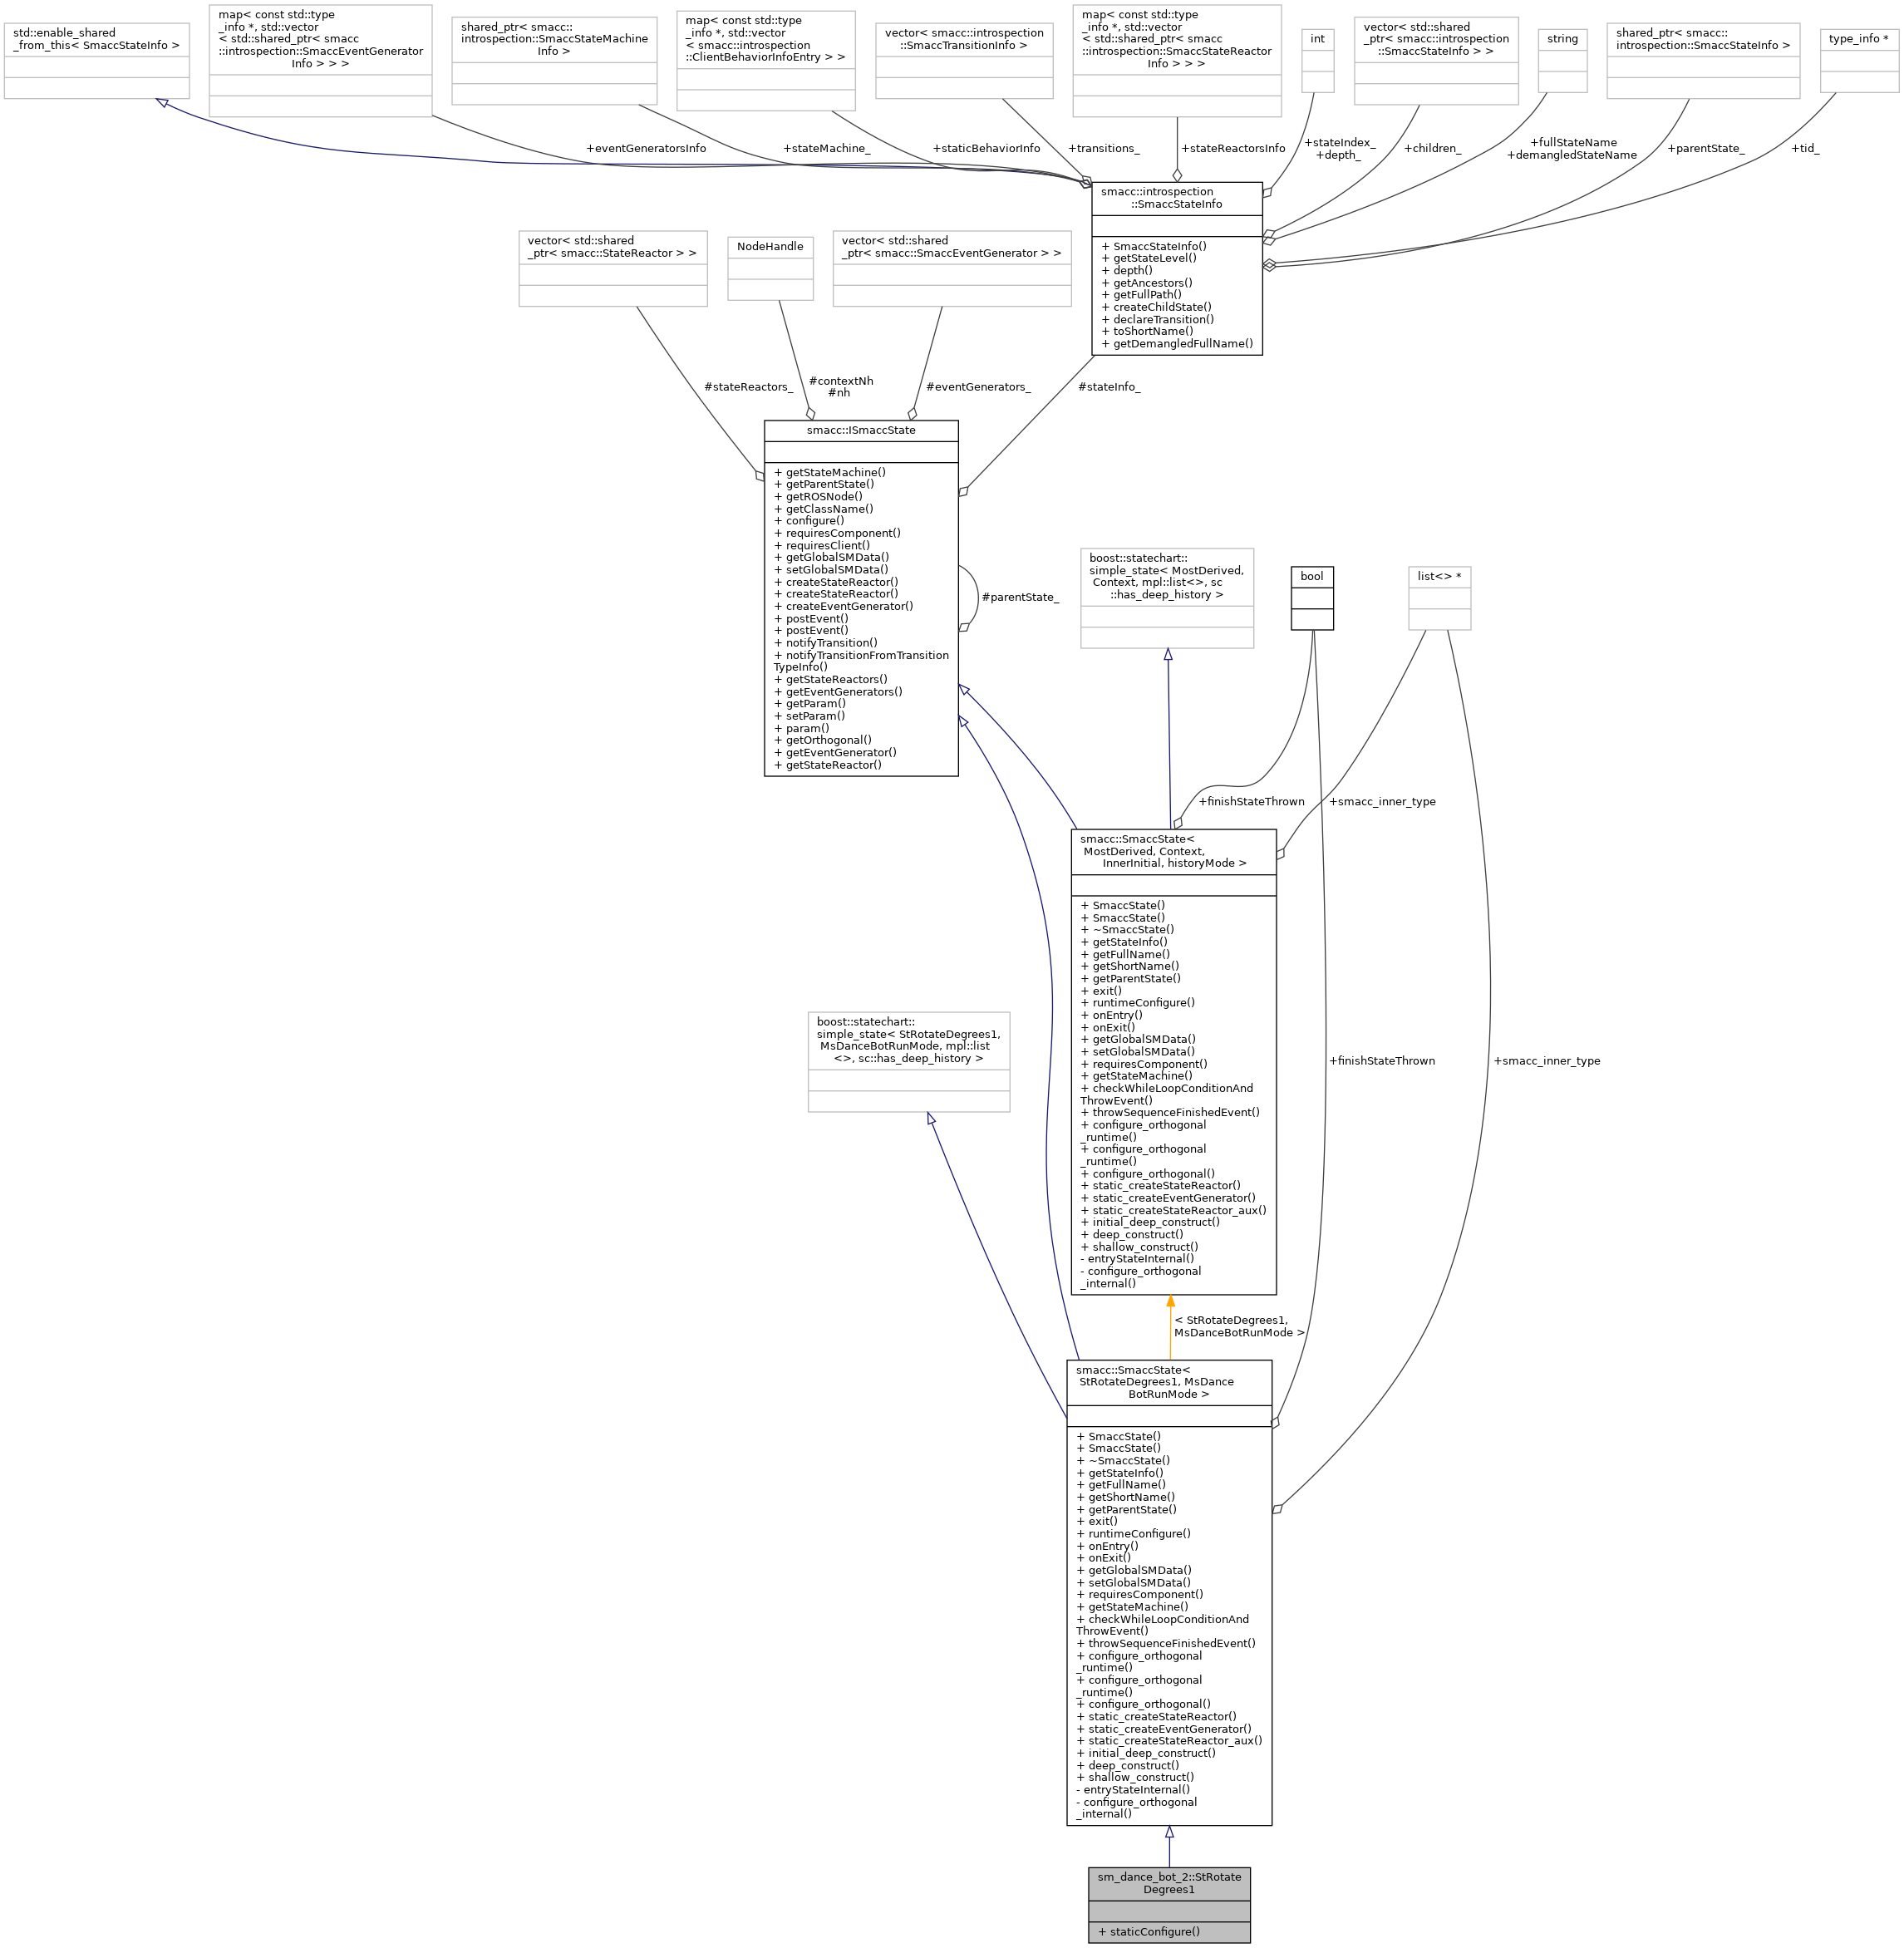 std::enable_shared
_from_this< SmaccStateInfo >
map< const std::type
_info *, std::vector
< std::shared_ptr< smacc
::introspection::SmaccEventGenerator
Info > > >
shared_ptr< smacc::
introspection::SmaccStateMachine
Info >
map< const std::type
_info *, std::vector
< smacc::introspection
::ClientBehaviorInfoEntry > >
vector< smacc::introspection
::SmaccTransitionInfo >
map< const std::type
_info *, std::vector
< std::shared_ptr< smacc
::introspection::SmaccStateReactor
Info > > >
int
vector< std::shared
_ptr< smacc::introspection
::SmaccStateInfo > >
string
shared_ptr< smacc::
introspection::SmaccStateInfo >
type_info *
+eventGeneratorsInfo
+stateMachine_
+staticBehaviorInfo
+transitions_
+stateReactorsInfo
+stateIndex_
+depth_
+children_
+fullStateName
+demangledStateName
+parentState_
+tid_
smacc::introspection
::SmaccStateInfo
+ SmaccStateInfo()
+ getStateLevel()
+ depth()
+ getAncestors()
+ getFullPath()
+ createChildState()
+ declareTransition()
+ toShortName()
+ getDemangledFullName()
vector< std::shared
_ptr< smacc::StateReactor > >
NodeHandle
vector< std::shared
_ptr< smacc::SmaccEventGenerator > >
#stateReactors_
#contextNh
#nh
#eventGenerators_
#stateInfo_
smacc::ISmaccState
+ getStateMachine()
+ getParentState()
+ getROSNode()
+ getClassName()
+ configure()
+ requiresComponent()
+ requiresClient()
+ getGlobalSMData()
+ setGlobalSMData()
+ createStateReactor()
+ createStateReactor()
+ createEventGenerator()
+ postEvent()
+ postEvent()
+ notifyTransition()
+ notifyTransitionFromTransition
TypeInfo()
+ getStateReactors()
+ getEventGenerators()
+ getParam()
+ setParam()
+ param()
+ getOrthogonal()
+ getEventGenerator()
+ getStateReactor()
#parentState_
boost::statechart::
simple_state< MostDerived,
Context, mpl::list<>, sc
::has_deep_history >
bool
list<> *
+finishStateThrown
+smacc_inner_type
smacc::SmaccState<
MostDerived, Context,
InnerInitial, historyMode >
+ SmaccState()
+ SmaccState()
+ ~SmaccState()
+ getStateInfo()
+ getFullName()
+ getShortName()
+ getParentState()
+ exit()
+ runtimeConfigure()
+ onEntry()
+ onExit()
+ getGlobalSMData()
+ setGlobalSMData()
+ requiresComponent()
+ getStateMachine()
+ checkWhileLoopConditionAnd
ThrowEvent()
+ throwSequenceFinishedEvent()
+ configure_orthogonal
_runtime()
+ configure_orthogonal
_runtime()
+ configure_orthogonal()
+ static_createStateReactor()
+ static_createEventGenerator()
+ static_createStateReactor_aux()
+ initial_deep_construct()
+ deep_construct()
+ shallow_construct()
- entryStateInternal()
- configure_orthogonal
_internal()
boost::statechart::
simple_state< StRotateDegrees1,
MsDanceBotRunMode, mpl::list
<>, sc::has_deep_history >
+finishStateThrown
+smacc_inner_type
< StRotateDegrees1,
MsDanceBotRunMode >
smacc::SmaccState<
StRotateDegrees1, MsDance
BotRunMode >
+ SmaccState()
+ SmaccState()
+ ~SmaccState()
+ getStateInfo()
+ getFullName()
+ getShortName()
+ getParentState()
+ exit()
+ runtimeConfigure()
+ onEntry()
+ onExit()
+ getGlobalSMData()
+ setGlobalSMData()
+ requiresComponent()
+ getStateMachine()
+ checkWhileLoopConditionAnd
ThrowEvent()
+ throwSequenceFinishedEvent()
+ configure_orthogonal
_runtime()
+ configure_orthogonal
_runtime()
+ configure_orthogonal()
+ static_createStateReactor()
+ static_createEventGenerator()
+ static_createStateReactor_aux()
+ initial_deep_construct()
+ deep_construct()
+ shallow_construct()
- entryStateInternal()
- configure_orthogonal
_internal()
sm_dance_bot_2::StRotate
Degrees1
+ staticConfigure()